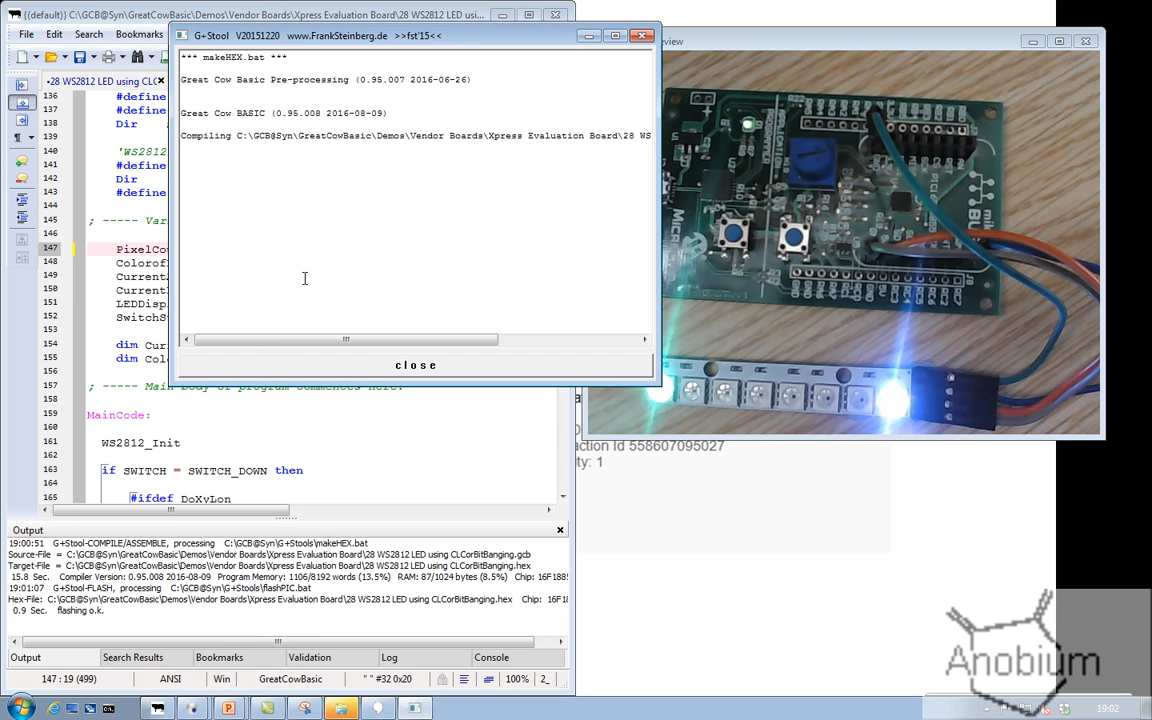 {(default)} C:\GCB@Syn\GreatCowBasic\Demos\Vendor Boards\Xpress Evaluation Board\28 WS2812 LED using...
File Edit Search Bookmarks
•28 WS2812 LED using CLC
136 #define
137 #define
138 Dir
139
140 'WS2812
141 #define
142 Dir
143 #define
144
145 ; ----- Var
146
147 PixelCo
148 Colorof
149 Current
150 Current
151 LEDDisp
152 SwitchS
153
154 dim Cur
155 dim Col
156
157 ; ----- Main body of program commences here.
158
159 MainCode:
160
161 WS2812_Init
162
163 if SWITCH = SWITCH_DOWN then
164
165 #ifdef DoXyLon
G+Stool V20151220 www.FrankSteinberg.de >>fst'15<<
*** makeHEX.bat ***
Great Cow Basic Pre-processing (0.95.007 2016-06-26)
Great Cow BASIC (0.95.008 2016-08-09)
Compiling C:\GCB@Syn\GreatCowBasic\Demos\Vendor Boards\Xpress Evaluation Board\28 WS
close
eview
action Id 558607095027
ity: 1
Output
19:00:51 G+Stool-COMPILE/ASSEMBLE, processing C:\GCB@Syn\G+Stools\makeHEX.bat
Source-File = C:\GCB@Syn\GreatCowBasic\Demos\Vendor Boards\Xpress Evaluation Board\28 WS2812 LED using CLCorBitBanging.gcb
Target-File = C:\GCB@Syn\GreatCowBasic\Demos\Vendor Boards\Xpress Evaluation Board\28 WS2812 LED using CLCorBitBanging.hex
15.8 Sec. Compiler Version: 0.95.008 2016-08-09 Program Memory: 1106/8192 words (13.5%) RAM: 87/1024 bytes (8.5%) Chip: 16F188
19:01:07 G+Stool-FLASH, processing C:\GCB@Syn\G+Stools\flashPIC.bat
Hex-File: C:\GCB@Syn\GreatCowBasic\Demos\Vendor Boards\Xpress Evaluation Board\28 WS2812 LED using CLCorBitBanging.hex Chip: 16F1
0.9 Sec. flashing o.k.
Output Search Results Bookmarks Validation Log Console
147 : 19 (499) ANSI Win GreatCowBasic " " #32 0x20 100% 2_
Anobium
19:02